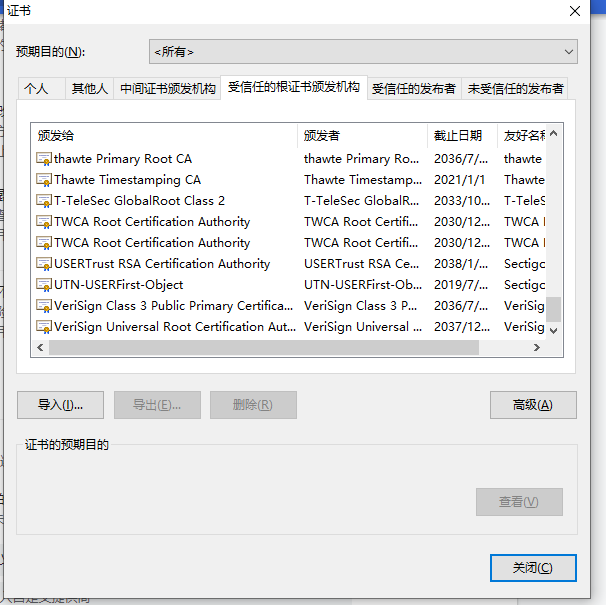 证书
预期目的(N):
<所有>
个人 其他人 中间证书颁发机构 受信任的根证书颁发机构 受信任的发布者 未受信任的发布者
颁发给 颁发者 截止日期 友好名称
thawte Primary Root CA thawte Primary Ro... 2036/7/... thawte
Thawte Timestamping CA Thawte Timestamp... 2021/1/1 Thawte
T-TeleSec GlobalRoot Class 2 T-TeleSec GlobalR... 2033/10... T-TeleS
TWCA Root Certification Authority TWCA Root Certifi... 2030/12... TWCA
TWCA Root Certification Authority TWCA Root Certifi... 2030/12... TWCA
USERTrust RSA Certification Authority USERTrust RSA Ce... 2038/1/... Sectigo
UTN-USERFirst-Object UTN-USERFirst-Ob... 2019/7/... Sectigo
VeriSign Class 3 Public Primary Certifica... VeriSign Class 3 P... 2036/7/... VeriSig
VeriSign Universal Root Certification Aut... VeriSign Universal ... 2037/12... VeriSig
导入(I)... 导出(E)... 删除(R) 高级(A)
证书的预期目的
查看(V)
关闭(C)